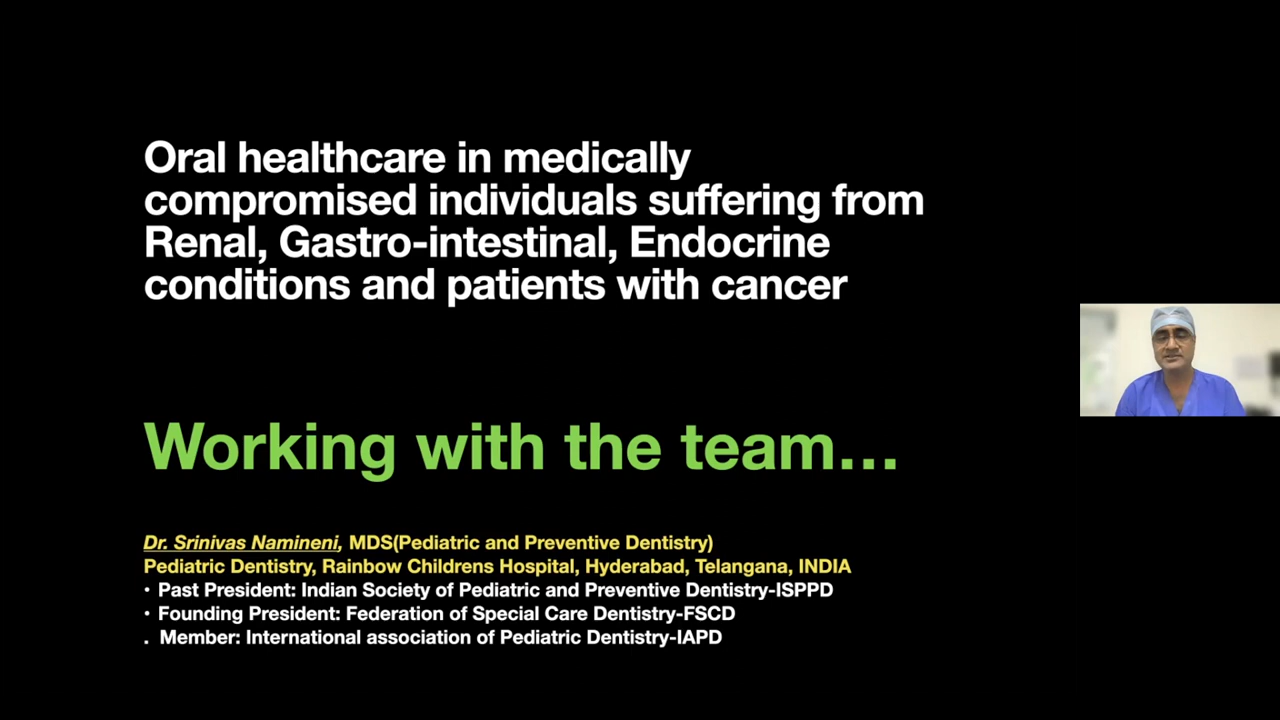 Oral healthcare in medically
compromised individuals suffering from
Renal, Gastro-intestinal, Endocrine
conditions and patients with cancer
Working with the team...
Dr. Srinivas Namineni, MDS(Pediatric and Preventive Dentistry)
Pediatric Dentistry, Rainbow Childrens Hospital, Hyderabad, Telangana, INDIA
• Past President: Indian Society of Pediatric and Preventive Dentistry-ISPPD
• Founding President: Federation of Special Care Dentistry-FSCD
. Member: International association of Pediatric Dentistry-IAPD